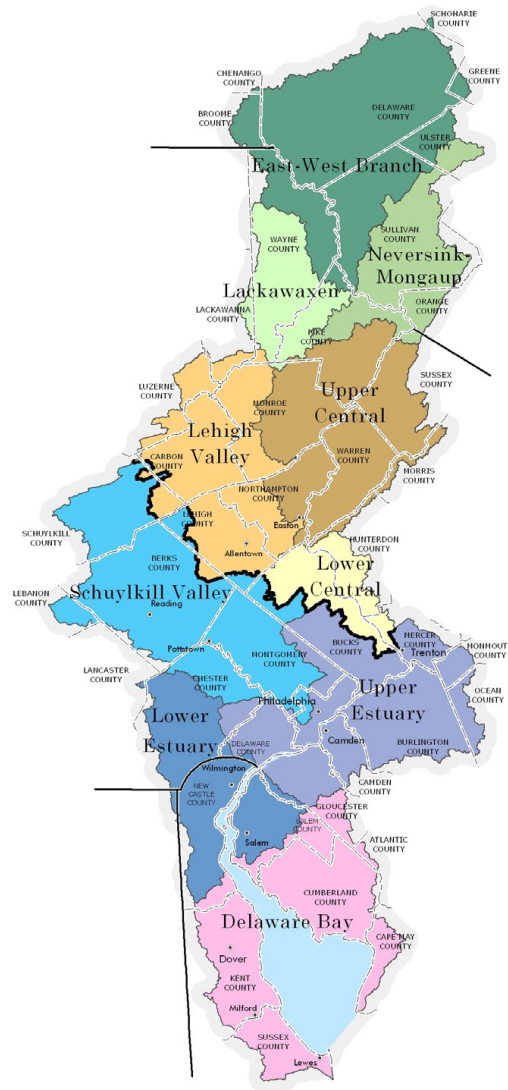 SCHOHARIE
COUNTY
GREENE
COUNTY
CHENANGO
COUNTY
DELAWARE
COUNTY
BROOME
COUNTY
ULSTER
COUNTY
East-West Branch
SULLIVAN
COUNTY
WAYNE
COUNTY
Neversink-
Mongaup
Lackawaxen
ORANGE
COUNTY
LACKAWANNA
COUNTY
PIKE
COUNTY
SUSSEX
COUNTY
LUZERNE
COUNTY
Upper
Central
MONROE
COUNTY
Lehigh
Valley
WARREN
COUNTY
CARBON
COUNTY
MORRIS
COUNTY
NORTHAMPTON
COUNTY
LEHIGH
COUNTY
Easton
SCHUYLKILL
COUNTY
HUNTERDON
COUNTY
Allentown
BERKS
COUNTY
Lower
Central
Schuylkill Valley
LEBANON
COUNTY
Reading
MERCER
COUNTY
BUCKS
COUNTY
Trenton
MONMOUT
COUNTY
Pottstown
MONTGOMERY
COUNTY
LANCASTER
COUNTY
CHESTER
COUNTY
OCEAN
COUNTY
Upper
Estuary
Philadelphia
Lower
Estuary
Camden
DELAWARE
COUNTY
BURLINGTON
COUNTY
Wilmington
NEW
CASTLE
COUNTY
CAMDEN
COUNTY
GLOUCESTER
COUNTY
SALEM
COUNTY
Salem
ATLANTIC
COUNTY
CUMBERLAND
COUNTY
Delaware Bay
CAPE MAY
COUNTY
Dover
KENT
COUNTY
Milford
SUSSEX
COUNTY
Lewes